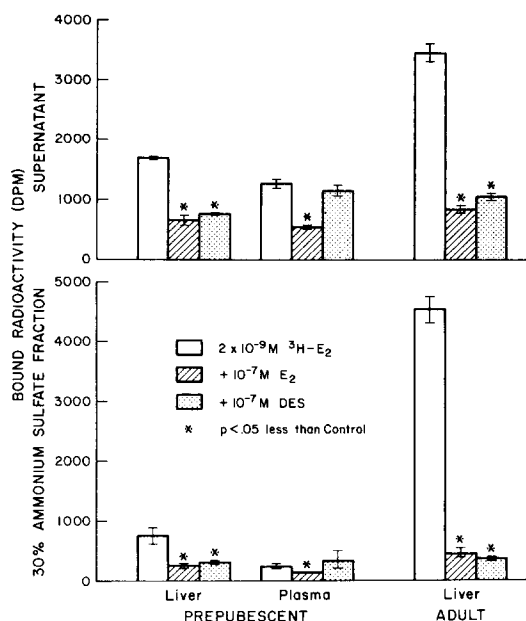 BOUND RADIOACTIVITY (DPM)
SUPERNATANT
4000
3000
2000
1000
0
*
*
*
*
*
30% AMMONIUM SULFATE FRACTION
5000
4000
3000
2000
1000
0
2 x 10⁻⁹M ³H-E₂
+ 10⁻⁷M E₂
+ 10⁻⁷M DES
* p<.05 less than Control
*
*
*
*
*
Liver
Plasma
Liver
PREPUBESCENT
ADULT